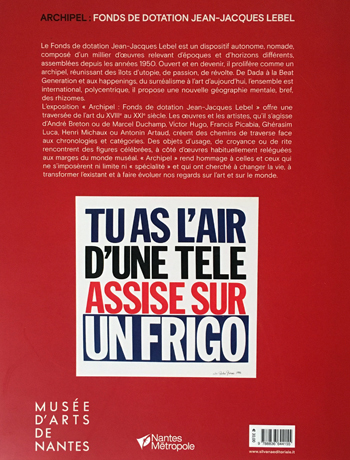 ARCHIPEL : FONDS DE DOTATION JEAN-JACQUES LEBEL
Le Fonds de dotation Jean-Jacques Lebel est un dispositif autonome, nomade,
composé d'un millier d'œuvres relevant d'époques et d'horizons différents,
assemblées depuis les années 1950. Ouvert et en devenir, il prolifère comme un
archipel, réunissant des îlots d'utopie, de passion, de révolte. De Dada à la Beat
Generation et aux happenings, du surréalisme à l'art d'aujourd'hui, l'ensemble est
international, polycentrique, il propose une nouvelle géographie mentale, bref,
des rhizomes.
L'exposition « Archipel : Fonds de dotation Jean-Jacques Lebel » offre une
traversée de l'art du XVIIIe au XXIe siècle. Les œuvres et les artistes, qu'il s'agisse
d'André Breton ou de Marcel Duchamp, Victor Hugo, Francis Picabia, Ghérasim
Luca, Henri Michaux ou Antonin Artaud, créent des chemins de traverse face
aux chronologies et catégories. Des objets d'usage, de croyance ou de rite
rencontrent des figures célébrées, à côté d'œuvres habituellement reléguées
aux marges du monde muséal. « Archipel » rend hommage à celles et ceux qui
ne s'imposèrent ni limite ni « spécialité » et qui ont cherché à changer la vie, à
transformer l'existant et à faire évoluer nos regards sur l'art et sur le monde.
TU AS L'AIR
D'UNE TELE
ASSISE SUR
UN FRIGO
MUSÉE
D'ARTS
DE
NANTES
Nantes
Métropole
www.silvanaeditoriale.it